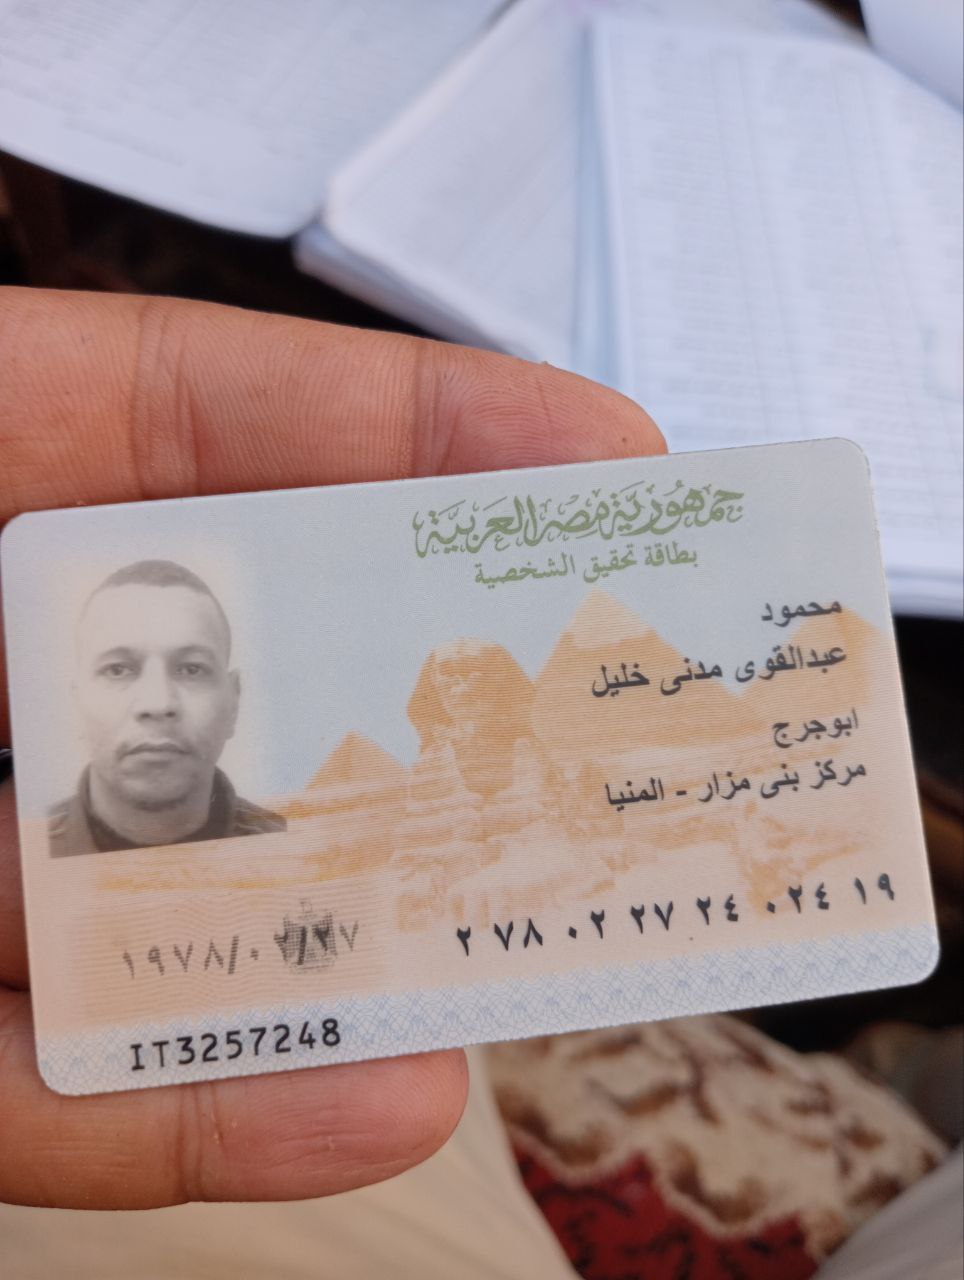 جمهورية مصر العربية
بطاقة تحقيق الشخصية
محمود
عبدالقوى مدنى خليل
ابوجرج
مركز بنى مزار - المنيا
٢ ٧٨ ٠٢ ٢٧ ٢٤ ٠٢٤ ١٩
١٩٧٨/٠٢/٢٧
IT3257248